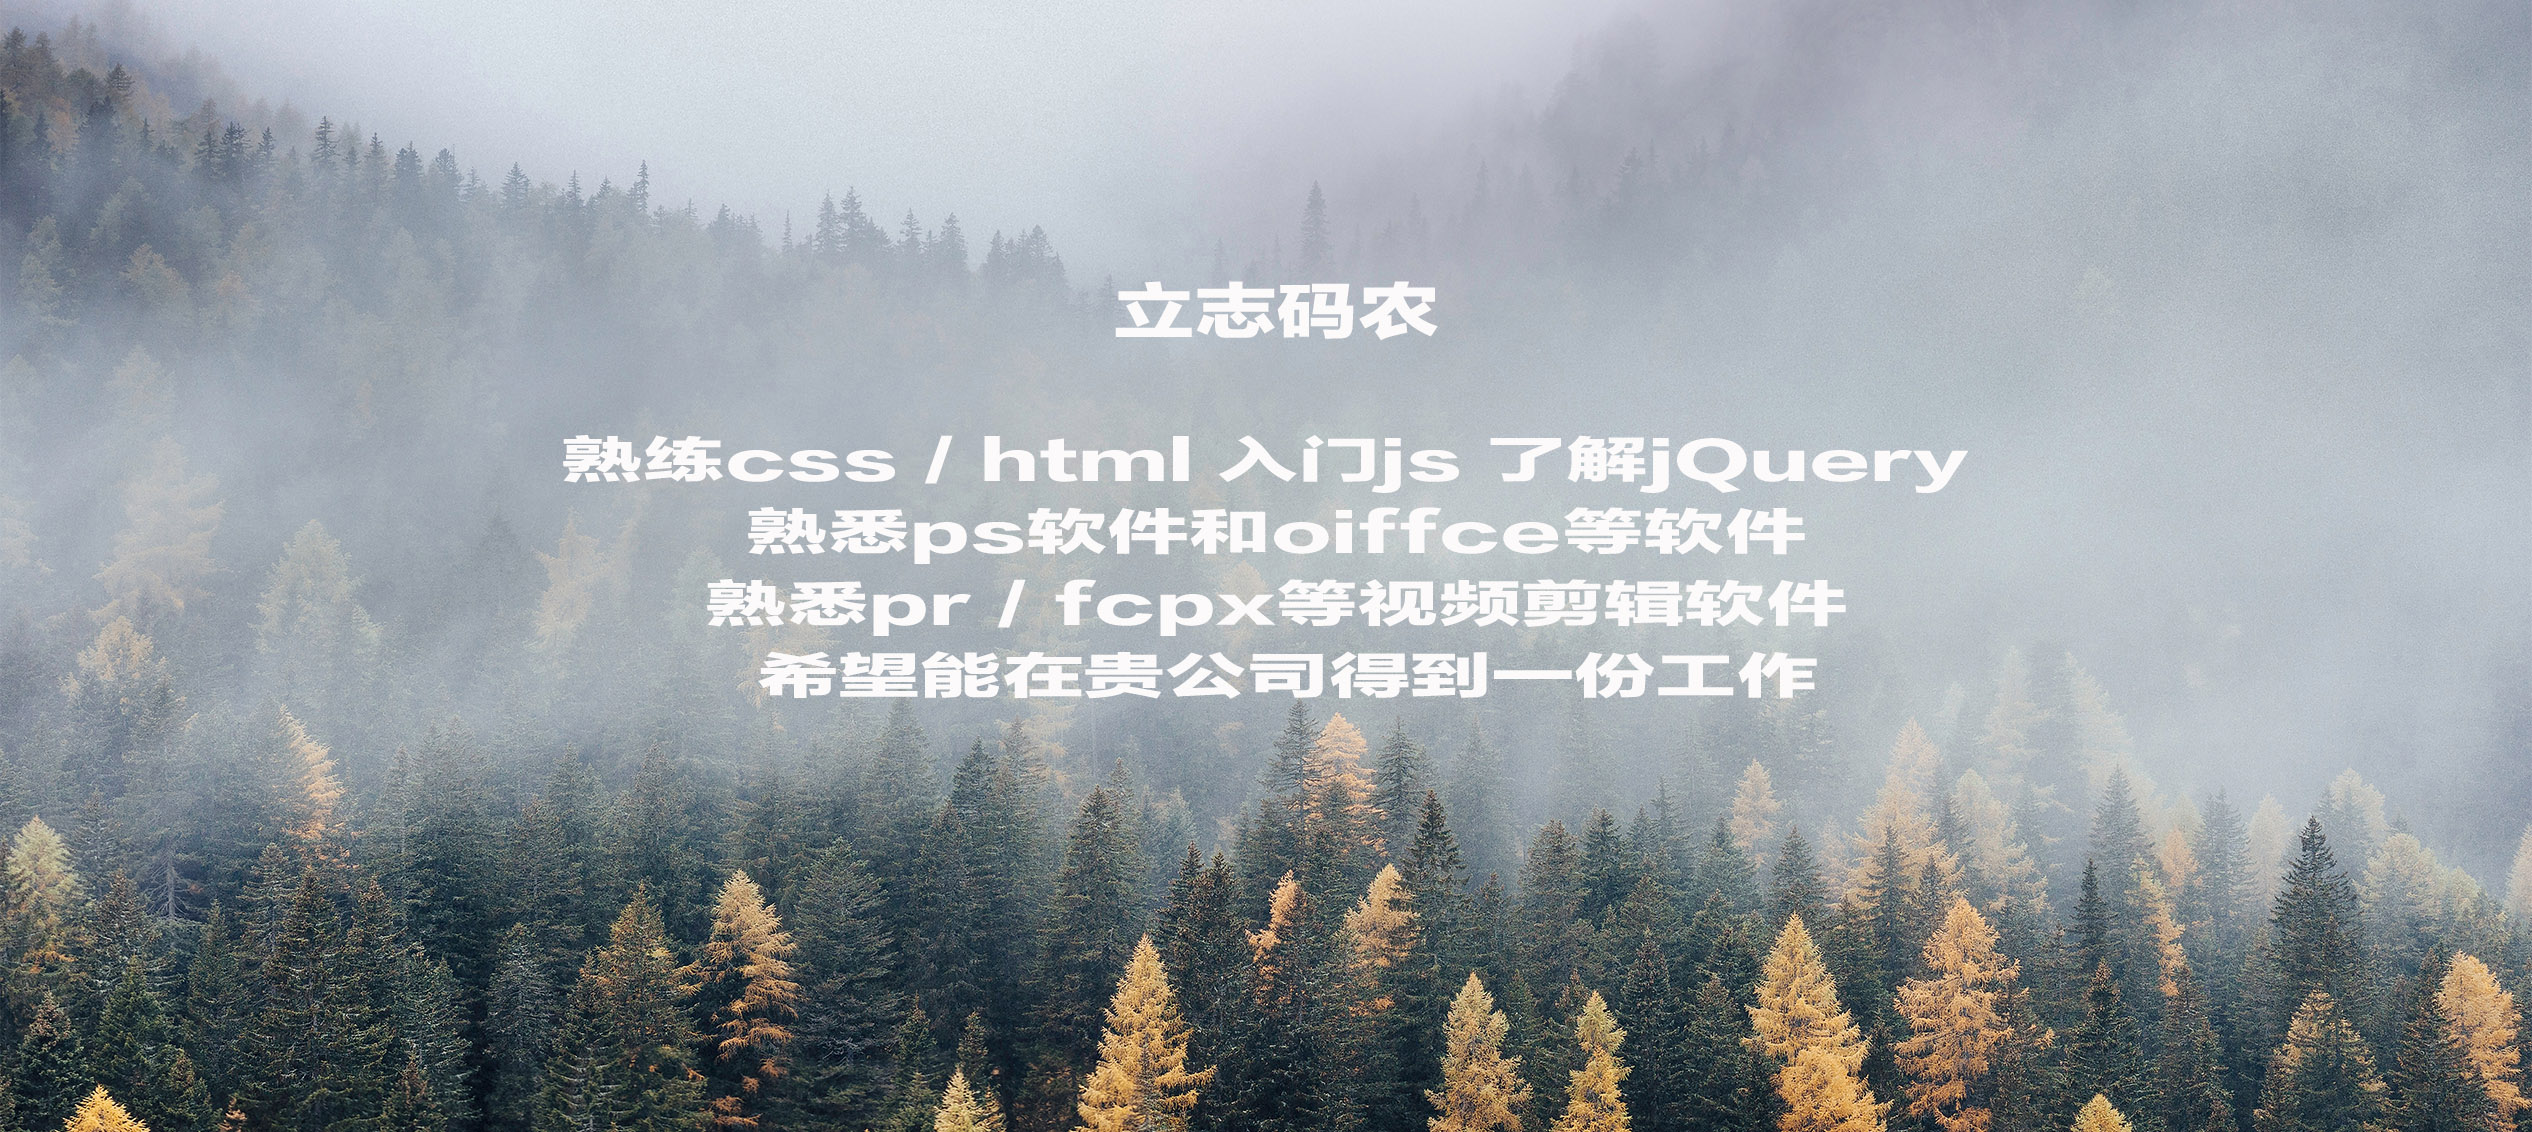 立志码农
熟练css / html 入门js 了解jQuery
熟悉ps软件和oiffce等软件
熟悉pr / fcpx等视频剪辑软件
希望能在贵公司得到一份工作